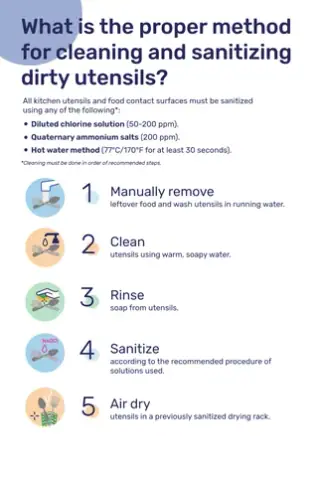 What is the proper method
for cleaning and sanitizing
dirty utensils?
All kitchen utensils and food contact surfaces must be sanitized
using any of the following*:
• Diluted chlorine solution (50-200 ppm).
• Quaternary ammonium salts (200 ppm).
• Hot water method (77°C/170°F for at least 30 seconds).
*Cleaning must be done in order of recommended steps.
1 Manually remove
leftover food and wash utensils in running water.
2 Clean
utensils using warm, soapy water.
3 Rinse
soap from utensils.
4 Sanitize
according to the recommended procedure of
solutions used.
5 Air dry
utensils in a previously sanitized drying rack.